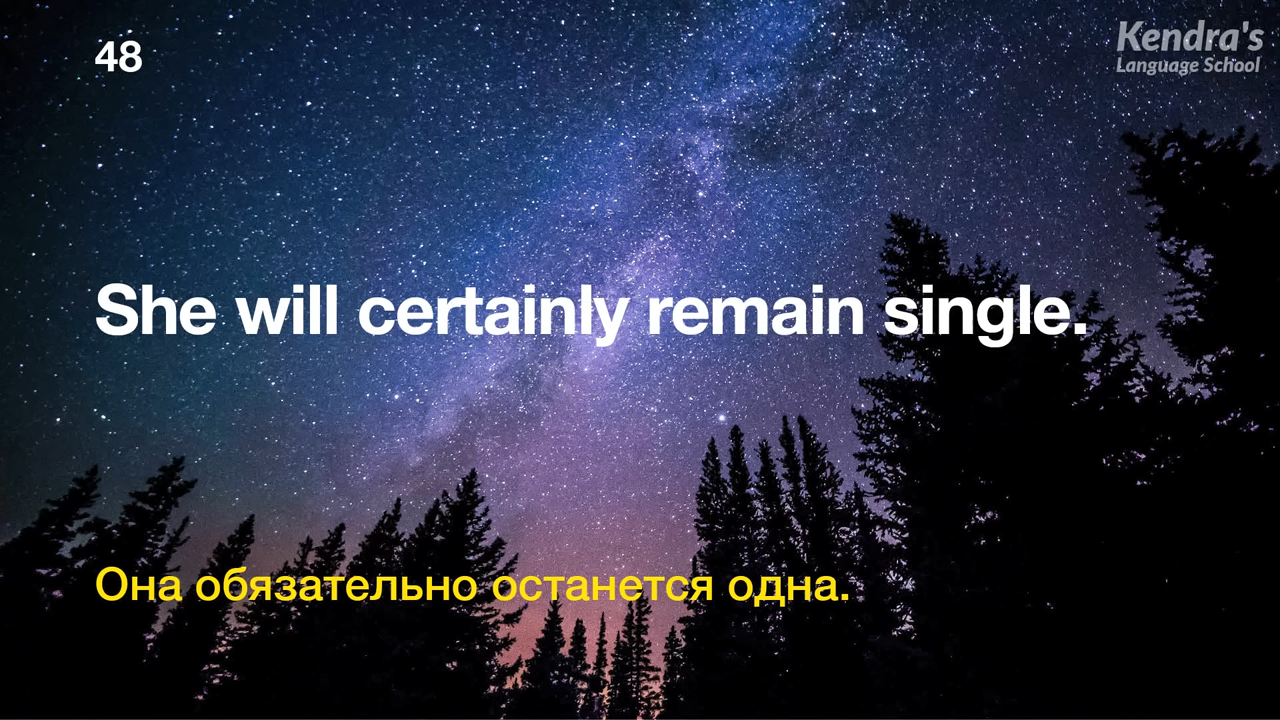 48
Kendra's
Language School
She will certainly remain single.
Она обязательно останется одна.